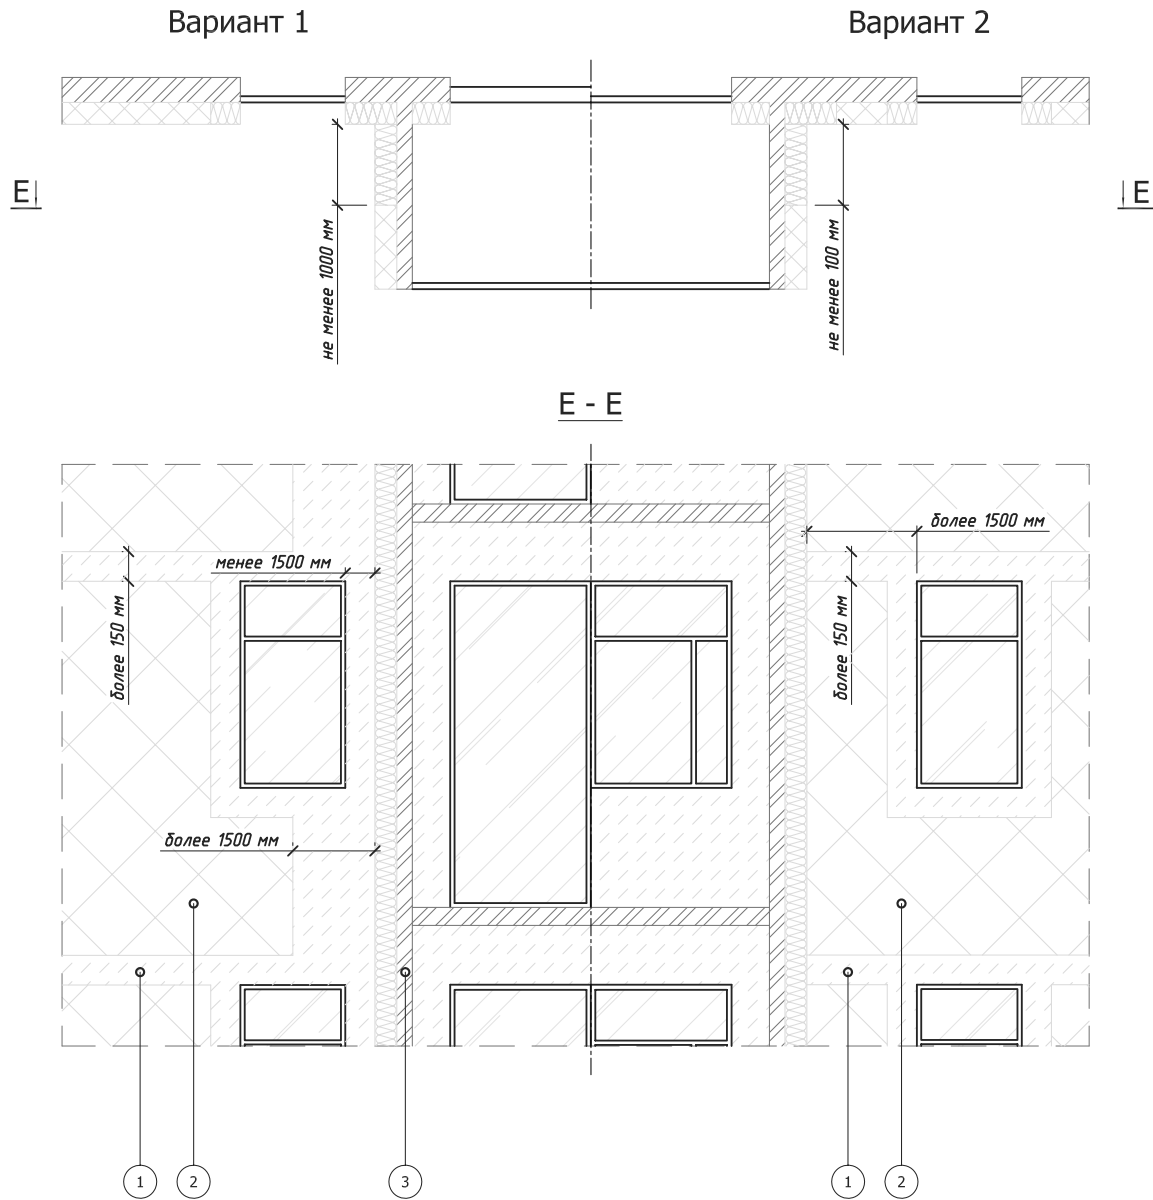 Вариант 1
Вариант 2
Е
Е
не менее 1000 мм
не менее 100 мм
Е - Е
более 1500 мм
менее 1500 мм
более 150 мм
более 150 мм
более 1500 мм
1
2
3
1
2